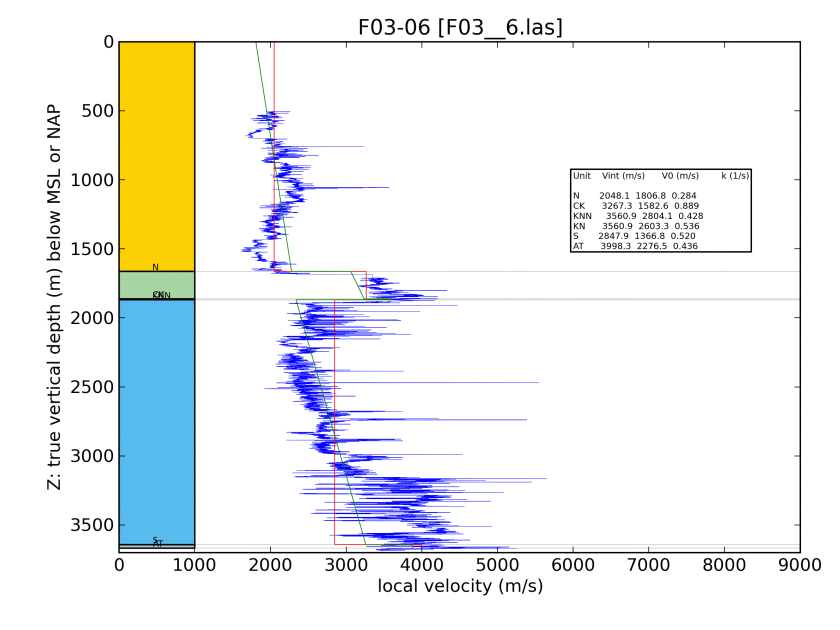 F03-06 [F03__6.las]
Z: true vertical depth (m) below MSL or NAP
0
500
1000
1500
2000
2500
3000
3500
Unit Vint (m/s) V0 (m/s) k (1/s)
N 2048.1 1806.8 0.284
CK 3267.3 1582.6 0.889
KNN 3560.9 2804.1 0.428
KN 3560.9 2603.3 0.536
S 2847.9 1366.8 0.520
AT 3998.3 2276.5 0.436
N
S
AT
0 1000 2000 3000 4000 5000 6000 7000 8000 9000
local velocity (m/s)